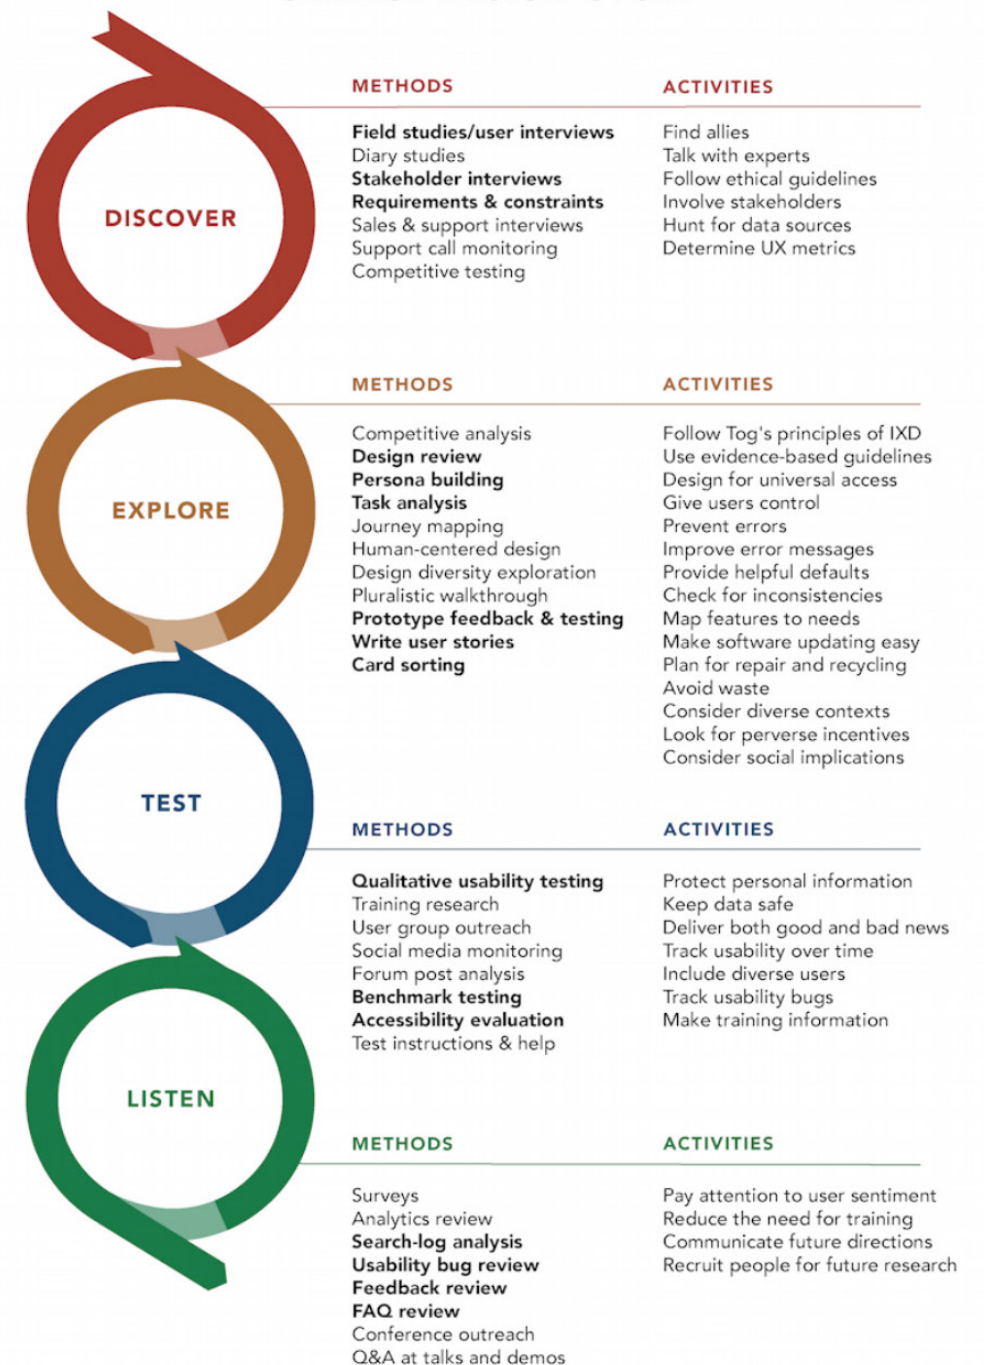 DISCOVER
METHODS
Field studies/user interviews
Diary studies
Stakeholder interviews
Requirements & constraints
Sales & support interviews
Support call monitoring
Competitive testing
ACTIVITIES
Find allies
Talk with experts
Follow ethical guidelines
Involve stakeholders
Hunt for data sources
Determine UX metrics
EXPLORE
METHODS
Competitive analysis
Design review
Persona building
Task analysis
Journey mapping
Human-centered design
Design diversity exploration
Pluralistic walkthrough
Prototype feedback & testing
Write user stories
Card sorting
ACTIVITIES
Follow Tog's principles of IXD
Use evidence-based guidelines
Design for universal access
Give users control
Prevent errors
Improve error messages
Provide helpful defaults
Check for inconsistencies
Map features to needs
Make software updating easy
Plan for repair and recycling
Avoid waste
Consider diverse contexts
Look for perverse incentives
Consider social implications
TEST
METHODS
Qualitative usability testing
Training research
User group outreach
Social media monitoring
Forum post analysis
Benchmark testing
Accessibility evaluation
Test instructions & help
ACTIVITIES
Protect personal information
Keep data safe
Deliver both good and bad news
Track usability over time
Include diverse users
Track usability bugs
Make training information
LISTEN
METHODS
Surveys
Analytics review
Search-log analysis
Usability bug review
Feedback review
FAQ review
Conference outreach
Q&A at talks and demos
ACTIVITIES
Pay attention to user sentiment
Reduce the need for training
Communicate future directions
Recruit people for future research